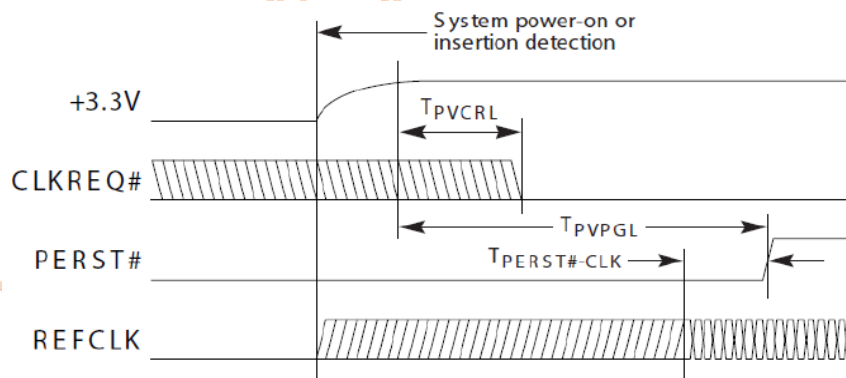 System power-on or
insertion detection
+3.3V
TPVCRL
CLKREQ#
TPVPGL
PERST#
TPERST#-CLK
REFCLK